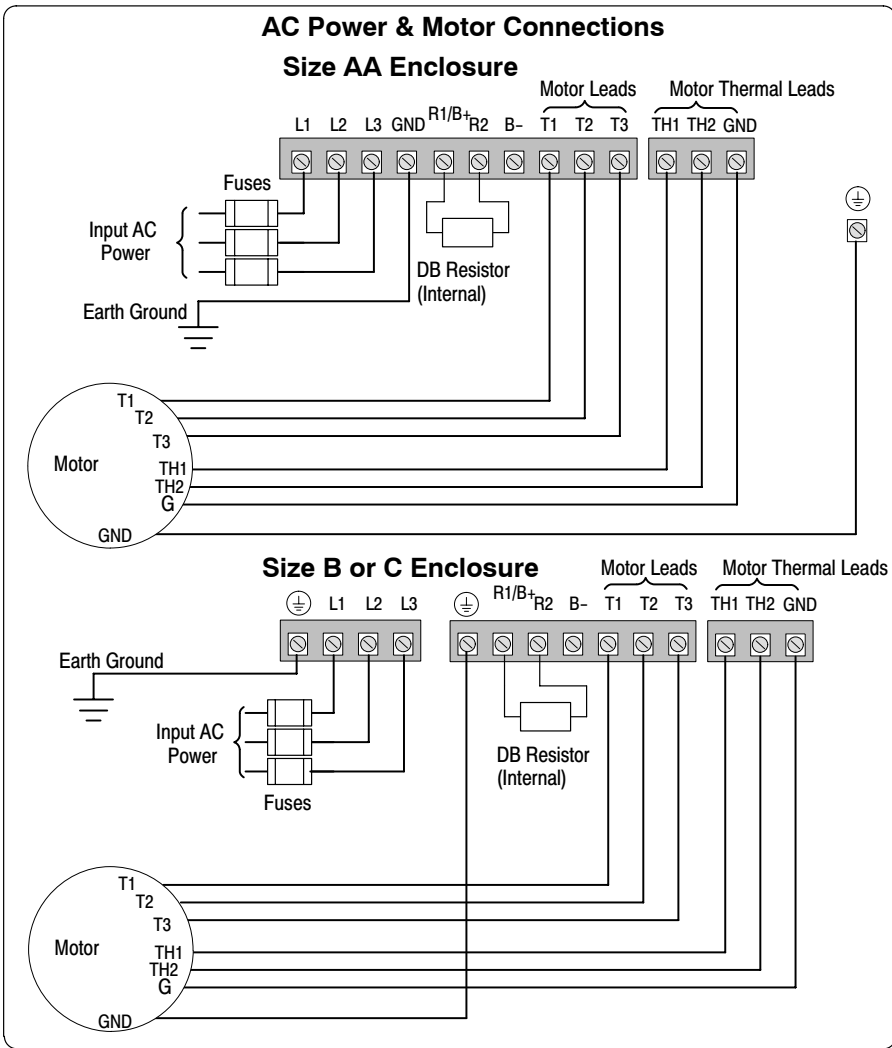 AC Power & Motor Connections
Size AA Enclosure
Motor Leads
Motor Thermal Leads
L1 L2 L3 GND R1/B+ R2 B- T1 T2 T3
TH1 TH2 GND
Fuses
Input AC
Power
DB Resistor
(Internal)
Earth Ground
T1
T2
T3
Motor
TH1
TH2
G
GND
Size B or C Enclosure
Motor Leads
Motor Thermal Leads
L1 L2 L3
R1/B+ R2 B- T1 T2 T3
TH1 TH2 GND
Earth Ground
Input AC
Power
DB Resistor
(Internal)
Fuses
T1
T2
T3
Motor
TH1
TH2
G
GND